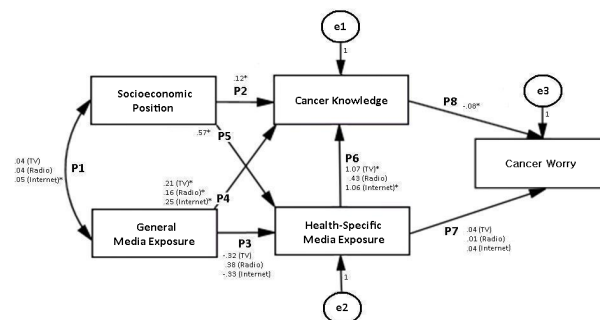 e1
1
Socioeconomic
Position
.12*
P2
Cancer Knowledge
P8
-.08*
e3
1
.57*
P5
Cancer Worry
.04 (TV)
.04 (Radio)
.05 (Internet)*
P1
P6
1.07 (TV)*
.43 (Radio)
1.06 (Internet)*
.21 (TV)*
.16 (Radio)*
.25 (Internet)*
P4
General
Media Exposure
P3
-.32 (TV)
.38 (Radio)
-.33 (Internet)
Health-Specific
Media Exposure
P7
.04 (TV)
.01 (Radio)
.04 (Internet)
1
e2